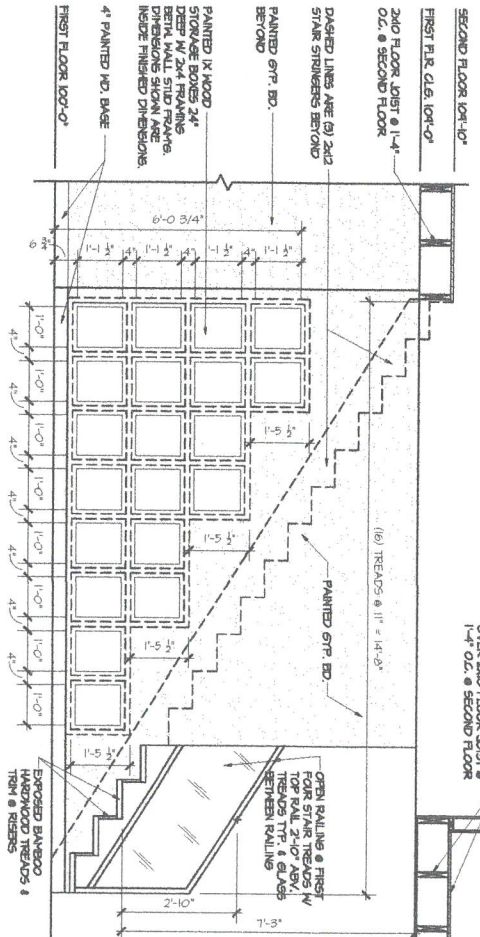 SECOND FLOOR 109'-10"
FIRST FLR. CLG. 109'-0"
2x10 FLOOR JOIST @ 1'-4"
O.C. @ SECOND FLOOR
DASHED LINES ARE (3) 2x12
STAIR STRINGERS BEYOND
PAINTED GYP. BD.
BEYOND
PAINTED 1X WOOD
STORAGE BOXES 24"
DEEP W/ 2x4 FRAMING
BETW. WALL STUD FRAM'G.
DIMENSIONS SHOWN ARE
INSIDE FINISHED DIMENSIONS.
4" PAINTED WD. BASE
FIRST FLOOR 100'-0"
6'-0 3/4"
1'-1 ½"
4"
1'-1 ½"
4"
1'-1 ½"
4"
1'-1 ½"
6 ¾"
1'-0"
4"
1'-0"
4"
1'-0"
4"
1'-0"
4"
1'-0"
4"
1'-0"
4"
1'-0"
4"
1'-0"
1'-5 ½"
1'-5 ½"
1'-5 ½"
1'-5 ½"
(16) TREADS @ 11" = 14'-8"
PAINTED GYP. BD.
1'-4" O.C. @ SECOND FLOOR
OPEN RAILING @ FIRST
FOUR STAIR TREADS W/
TOP RAIL 2'-10" ABV.
TREADS TYP. & GLASS
BETWEEN RAILING
2'-10"
7'-3"
EXPOSED BAMBOO
HARDWOOD TREADS &
TRIM @ RISERS